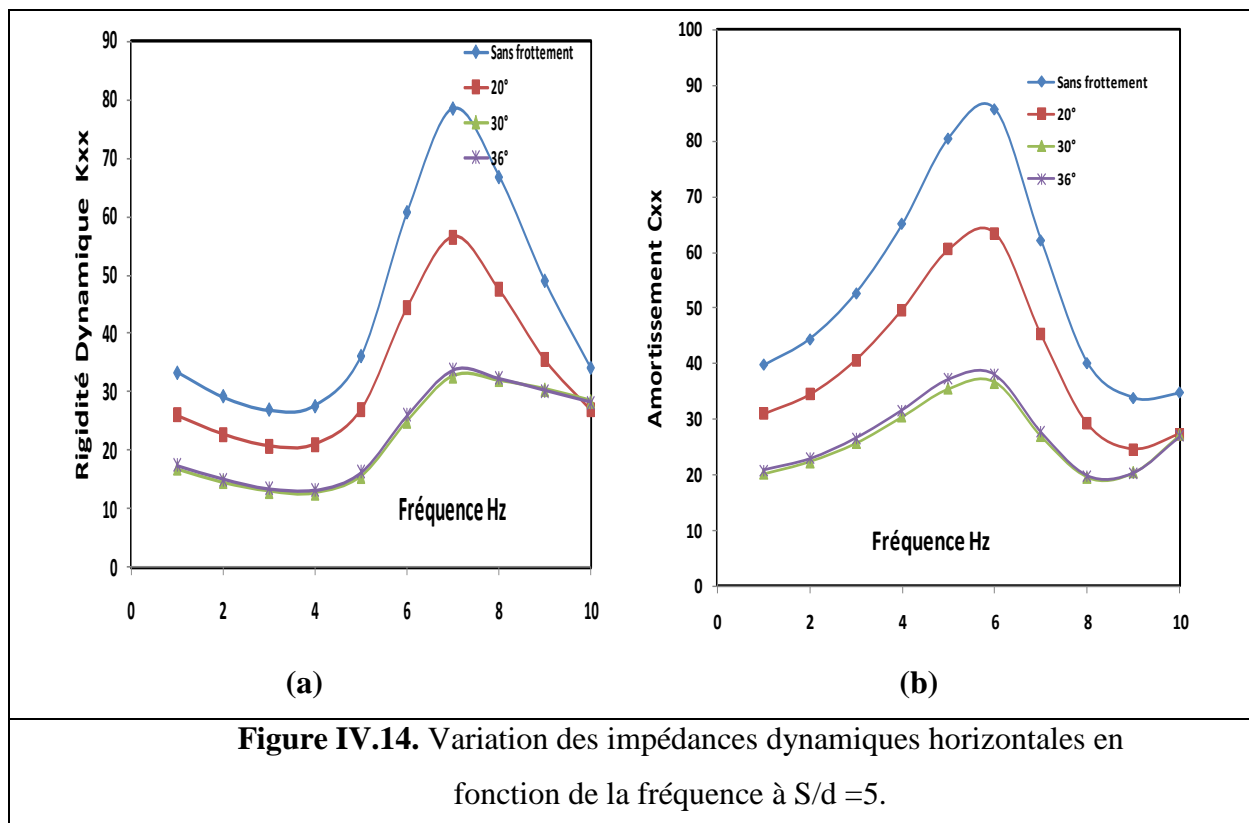 Rigidité Dynamique Kxx
90
80
70
60
50
40
30
20
10
0
0 2 4 6 8 10
Sans frottement
20°
30°
36°
Fréquence Hz
(a)
Amortissement Cxx
100
90
80
70
60
50
40
30
20
10
0
0 2 4 6 8 10
Sans frottement
20°
30°
36°
Fréquence Hz
(b)
Figure IV.14. Variation des impédances dynamiques horizontales en
fonction de la fréquence à S/d =5.